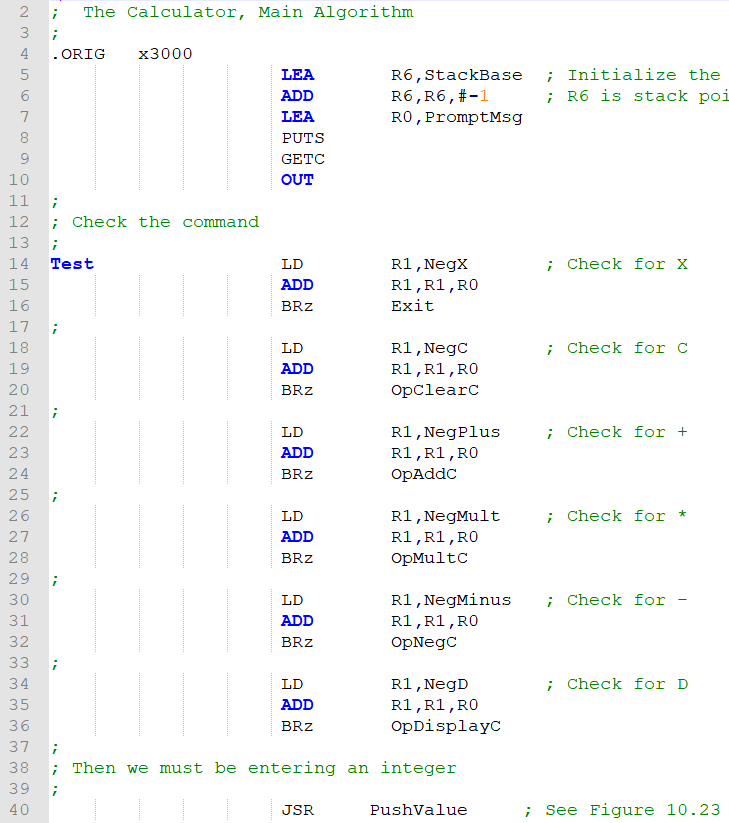 2 ;  The Calculator, Main Algorithm
3 ;
4 .ORIG   x3000
5 LEA R6,StackBase ; Initialize the
6 ADD R6,R6,#-1 ; R6 is stack poi
7 LEA R0,PromptMsg
8 PUTS
9 GETC
10 OUT
11 ;
12 ; Check the command
13 ;
14 Test LD R1,NegX ; Check for X
15 ADD R1,R1,R0
16 BRz Exit
17 ;
18 LD R1,NegC ; Check for C
19 ADD R1,R1,R0
20 BRz OpClearC
21 ;
22 LD R1,NegPlus ; Check for +
23 ADD R1,R1,R0
24 BRz OpAddC
25 ;
26 LD R1,NegMult ; Check for *
27 ADD R1,R1,R0
28 BRz OpMultC
29 ;
30 LD R1,NegMinus ; Check for -
31 ADD R1,R1,R0
32 BRz OpNegC
33 ;
34 LD R1,NegD ; Check for D
35 ADD R1,R1,R0
36 BRz OpDisplayC
37 ;
38 ; Then we must be entering an integer
39 ;
40 JSR PushValue ; See Figure 10.23